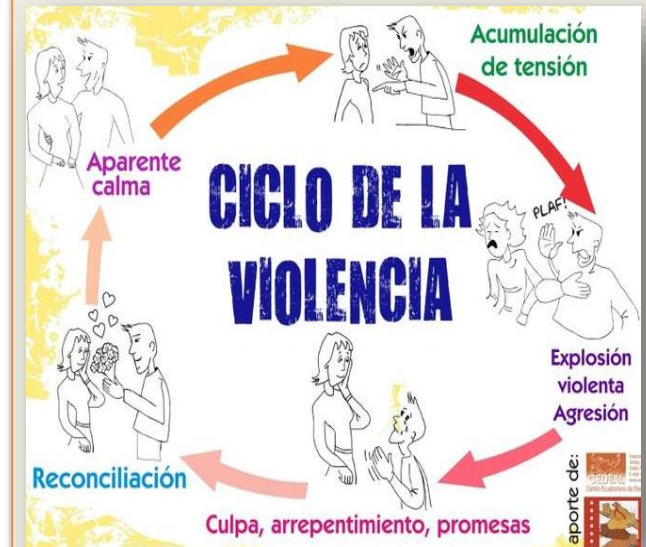 CICLO DE LA
VIOLENCIA
Acumulación
de tensión
PLAF!
Explosión
violenta
Agresión
Culpa, arrepentimiento, promesas
Reconciliación
Aparente
calma
aporte de:
CEDEAL